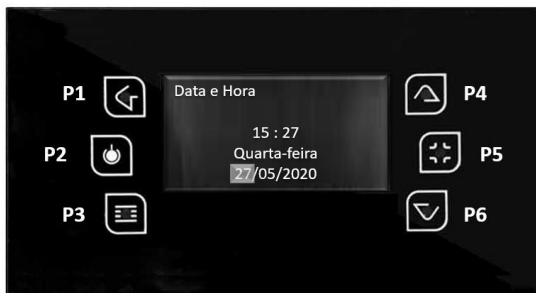 P1
P2
P3
Data e Hora
15 : 27
Quarta-feira
27/05/2020
P4
P5
P6